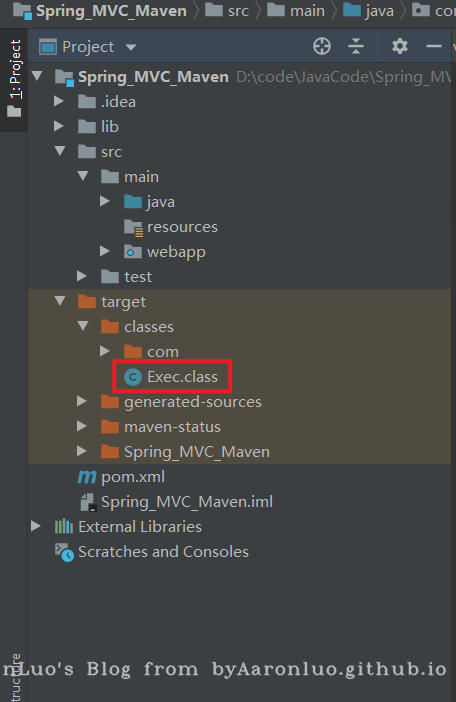 Spring_MVC_Maven src main java co
1: Project
Project
Spring_MVC_Maven D:\code\JavaCode\Spring_M
.idea
lib
src
main
java
resources
webapp
test
target
classes
com
Exec.class
generated-sources
maven-status
Spring_MVC_Maven
pom.xml
Spring_MVC_Maven.iml
External Libraries
Scratches and Consoles
ructure
nLuo's Blog from byAaronluo.github.io